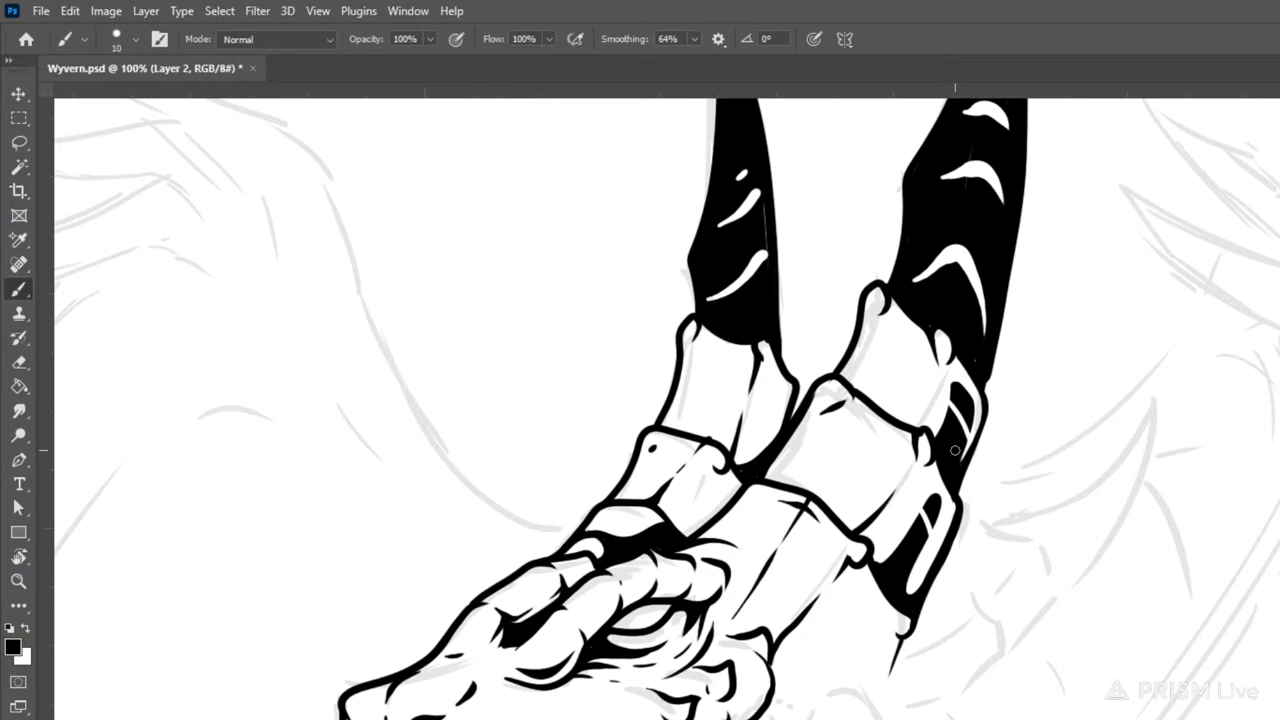 Ps File Edit Image Layer Type Select Filter 3D View Plugins Window Help
10 Mode: Normal Opacity: 100% Flow: 100% Smoothing: 64% 0°
Wyvern.psd @ 100% (Layer 2, RGB/8#) * ×
T
PRISM Live